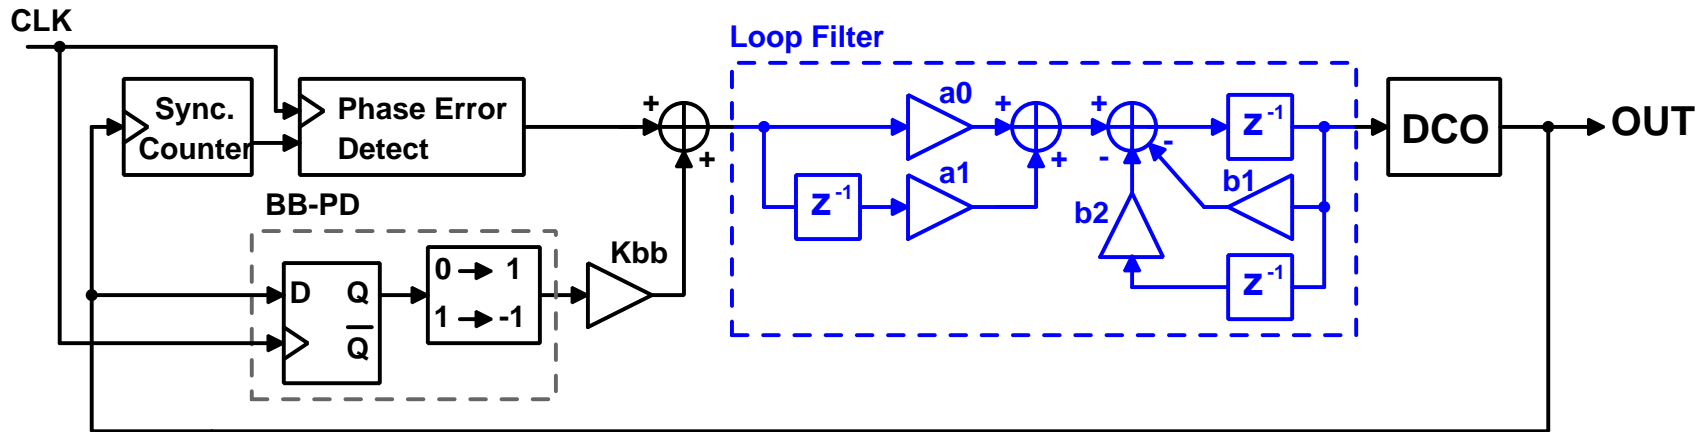 CLK
Loop Filter
Sync.
Counter
Phase Error
Detect
+
+
a0
+
+
+
-
-
z-1
DCO
OUT
z-1
a1
b1
b2
BB-PD
Kbb
z-1
D Q
Q
0 1
1 -1